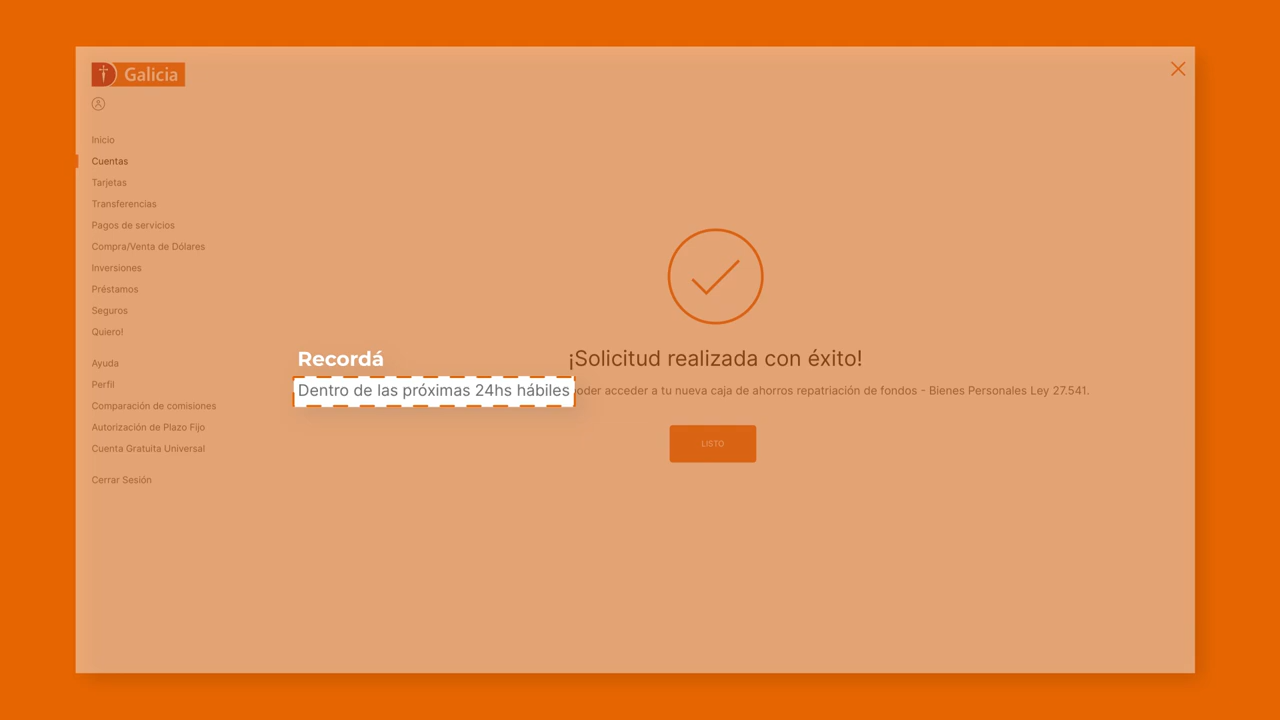 Galicia
Inicio
Cuentas
Tarjetas
Transferencias
Pagos de servicios
Compra/Venta de Dólares
Inversiones
Préstamos
Seguros
Quiero!
Ayuda
Perfil
Comparación de comisiones
Autorización de Plazo Fijo
Cuenta Gratuita Universal
Cerrar Sesión
¡Solicitud realizada con éxito!
Recordá
Dentro de las próximas 24hs hábiles poder acceder a tu nueva caja de ahorros repatriación de fondos - Bienes Personales Ley 27.541.
LISTO